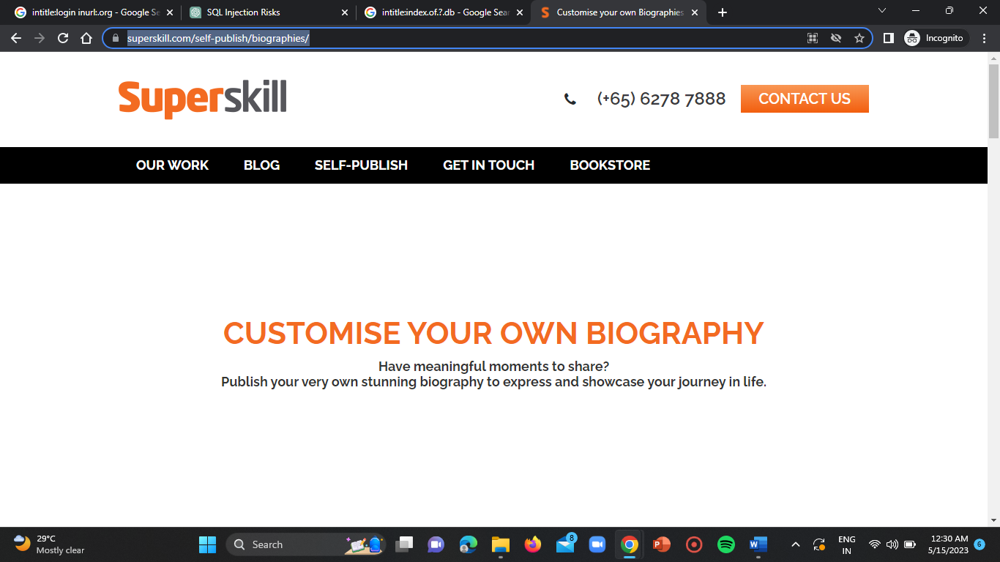 intitle:login inurl:.org - Google Se
SQL Injection Risks
intitle:index.of.?.db - Google Sear
Customise your own Biographies
superskill.com/self-publish/biographies/
Incognito
Superskill
(+65) 6278 7888
CONTACT US
OUR WORK
BLOG
SELF-PUBLISH
GET IN TOUCH
BOOKSTORE
CUSTOMISE YOUR OWN BIOGRAPHY
Have meaningful moments to share?
Publish your very own stunning biography to express and showcase your journey in life.
29°C
Mostly clear
Search
8
ENG
IN
12:30 AM
5/15/2023
6